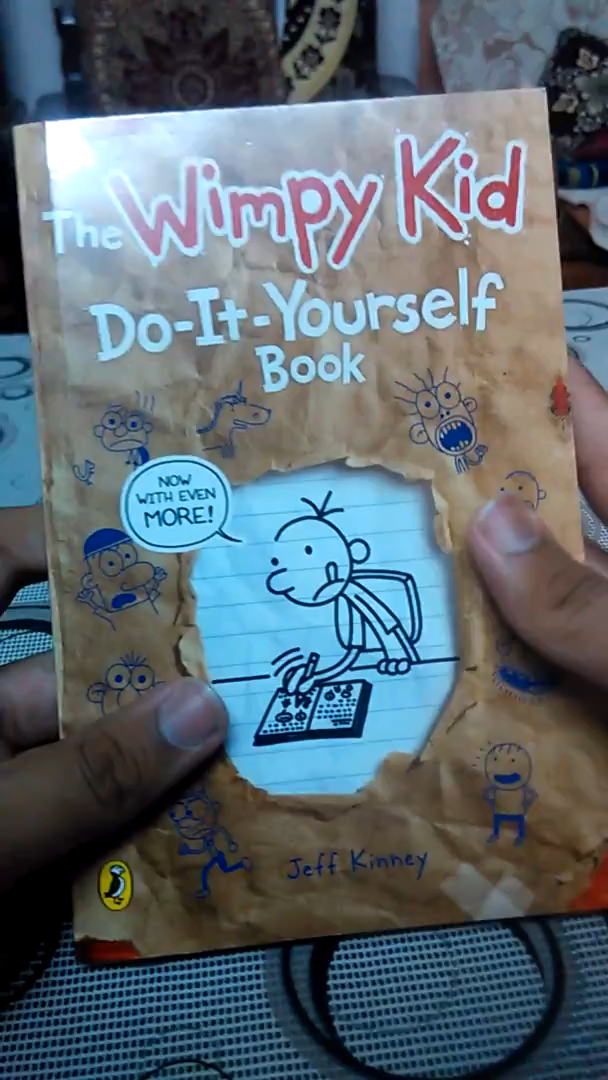 The Wimpy Kid
Do-It-Yourself
Book
NOW
WITH EVEN
MORE!
Jeff Kinney